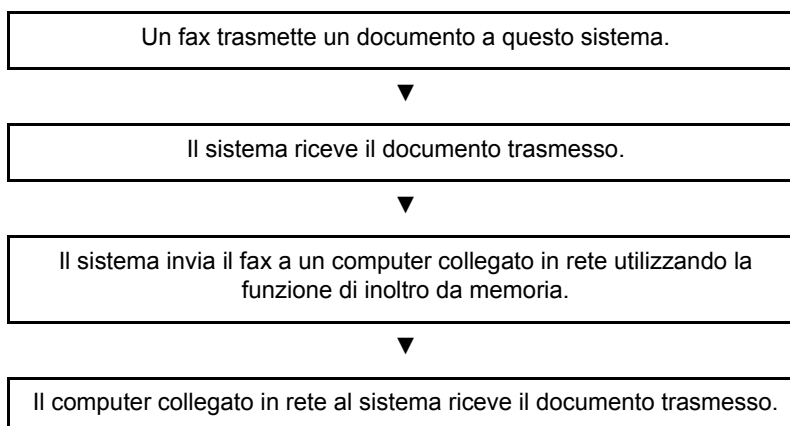 Un fax trasmette un documento a questo sistema.
▼
Il sistema riceve il documento trasmesso.
▼
Il sistema invia il fax a un computer collegato in rete utilizzando la
funzione di inoltro da memoria.
▼
Il computer collegato in rete al sistema riceve il documento trasmesso.